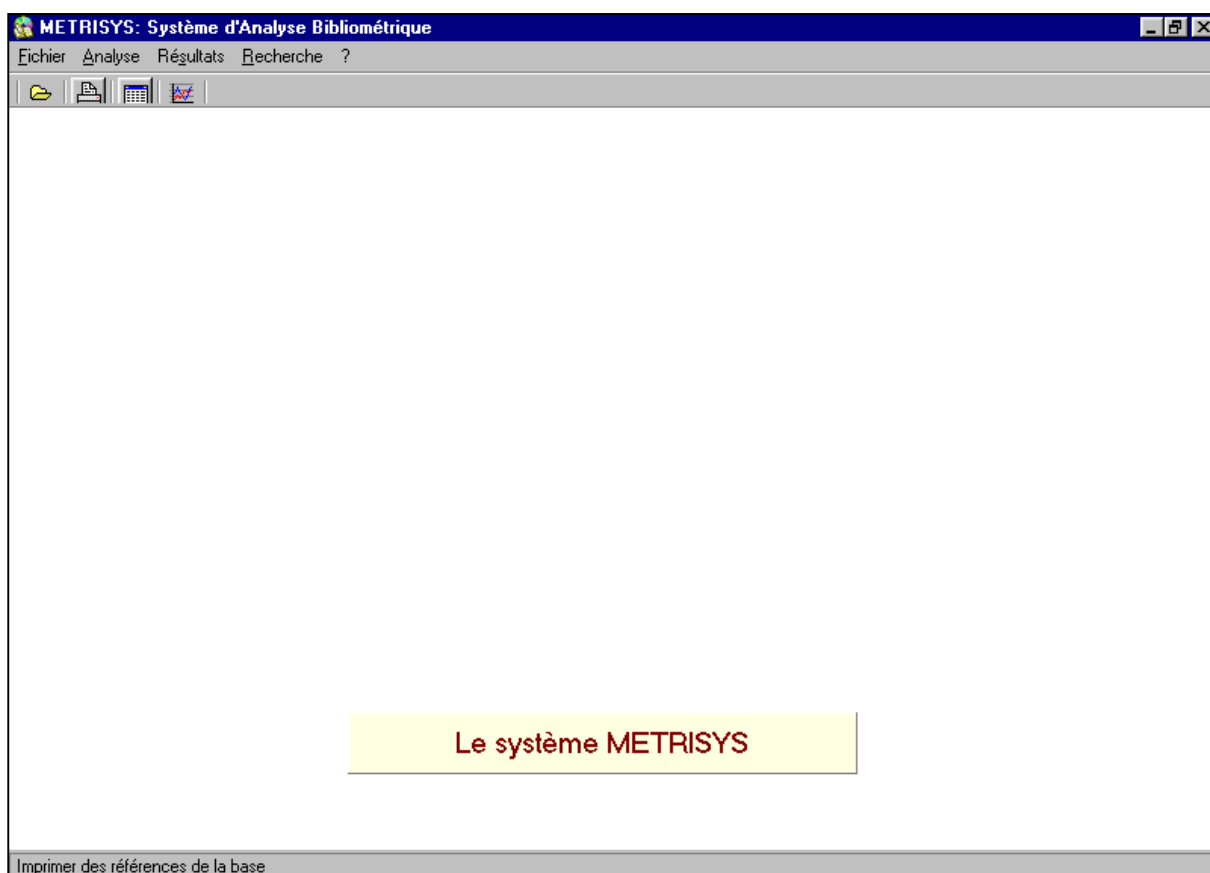 METRISYS: Système d'Analyse Bibliométrique
Fichier Analyse Résultats Recherche ?
Le système METRISYS
Imprimer des références de la base